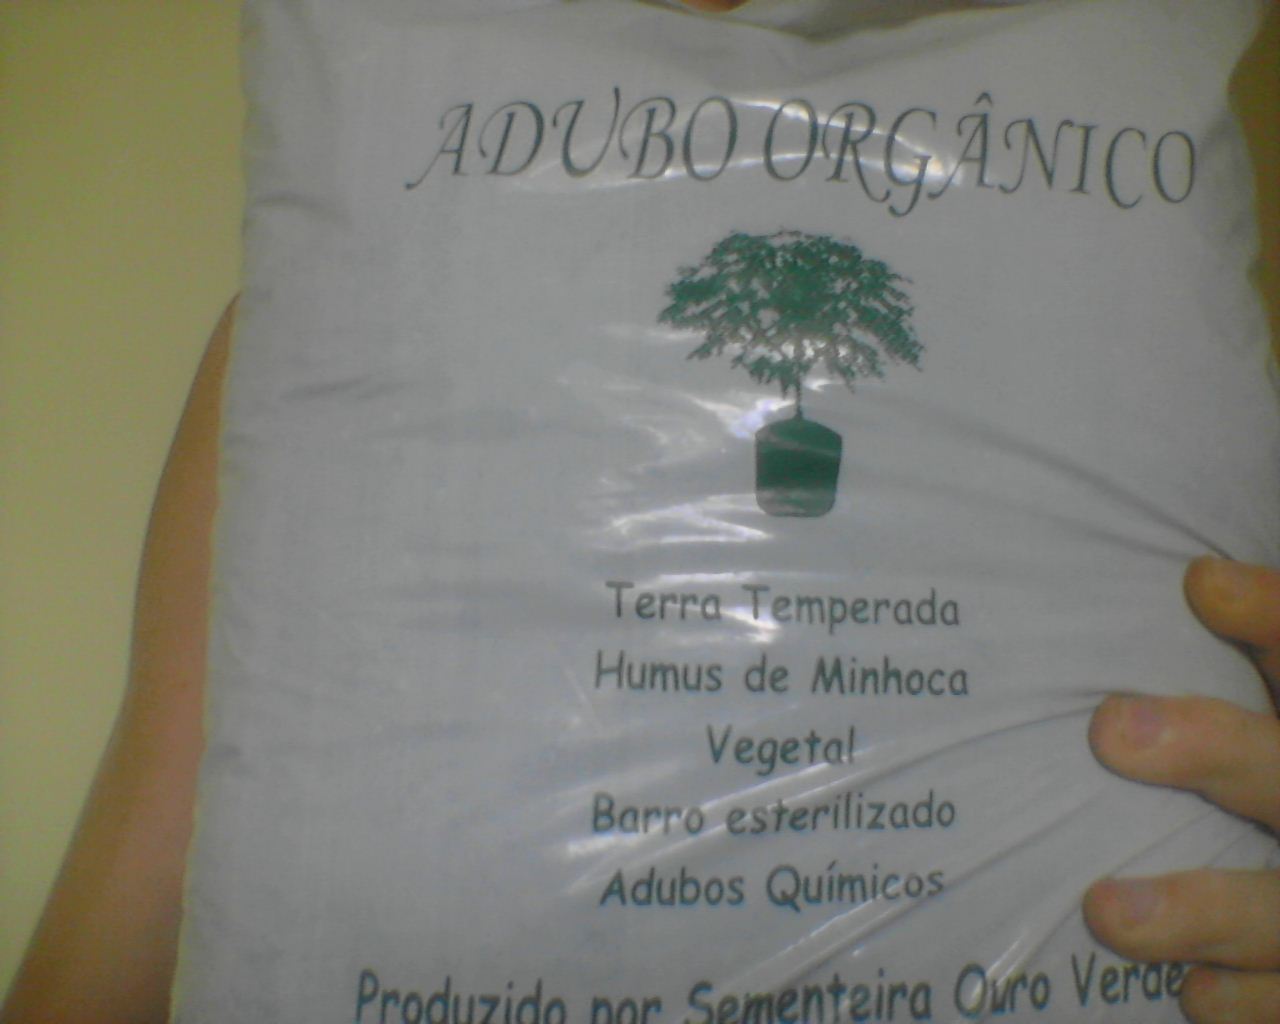 ADUBO ORGÂNICO
Terra Temperada
Humus de Minhoca
Vegetal
Barro esterilizado
Adubos Químicos
Produzido por Sementeira Ouro Verde